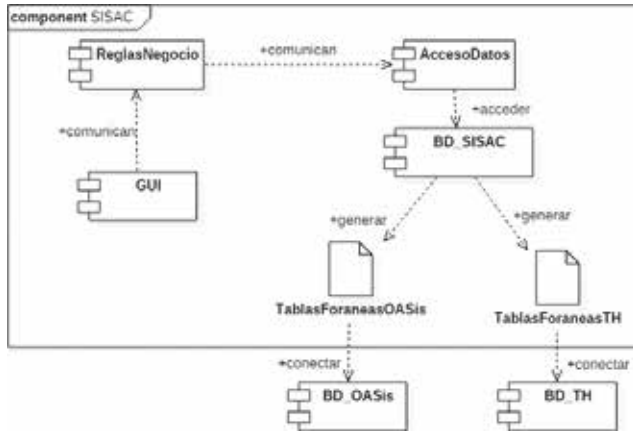 component SISAC
ReglasNegocio
+comunican
AccesoDatos
+acceder
+comunican
BD_SISAC
GUI
+generar
+generar
TablasForaneasOASis
TablasForaneasTH
+conectar
+conectar
BD_OASis
BD_TH